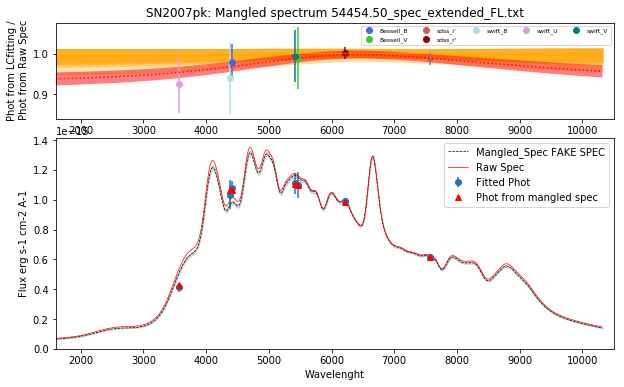 SN2007pk: Mangled spectrum 54454.50_spec_extended_FL.txt
Phot from LCfitting /
Phot from Raw Spec
1.0
0.9
Bessell_B
Bessell_V
sdss_i'
sdss_r'
swift_B
swift_U
swift_V
2000 3000 4000 5000 6000 7000 8000 9000 10000
Flux erg s-1 cm-2 A-1
1.4
1.2
1.0
0.8
0.6
0.4
0.2
0.0
Mangled_Spec FAKE SPEC
Raw Spec
Fitted Phot
Phot from mangled spec
2000 3000 4000 5000 6000 7000 8000 9000 10000
Wavelenght